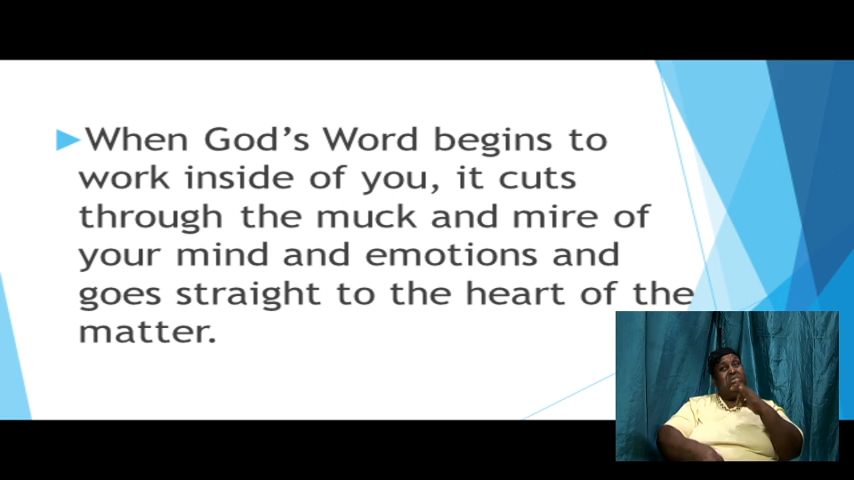 When God's Word begins to
work inside of you, it cuts
through the muck and mire of
your mind and emotions and
goes straight to the heart of the
matter.